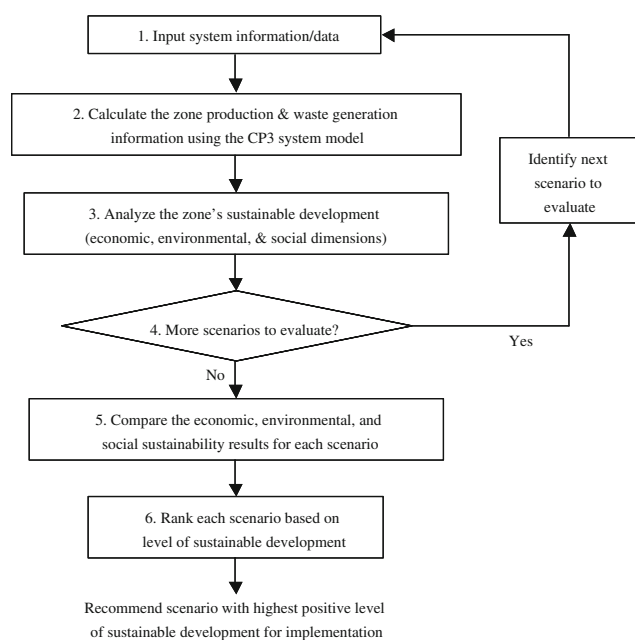 1. Input system information/data
2. Calculate the zone production & waste generation
information using the CP3 system model
Identify next
scenario to
evaluate
3. Analyze the zone's sustainable development
(economic, environmental, & social dimensions)
4. More scenarios to evaluate?
Yes
No
5. Compare the economic, environmental, and
social sustainability results for each scenario
6. Rank each scenario based on
level of sustainable development
Recommend scenario with highest positive level
of sustainable development for implementation